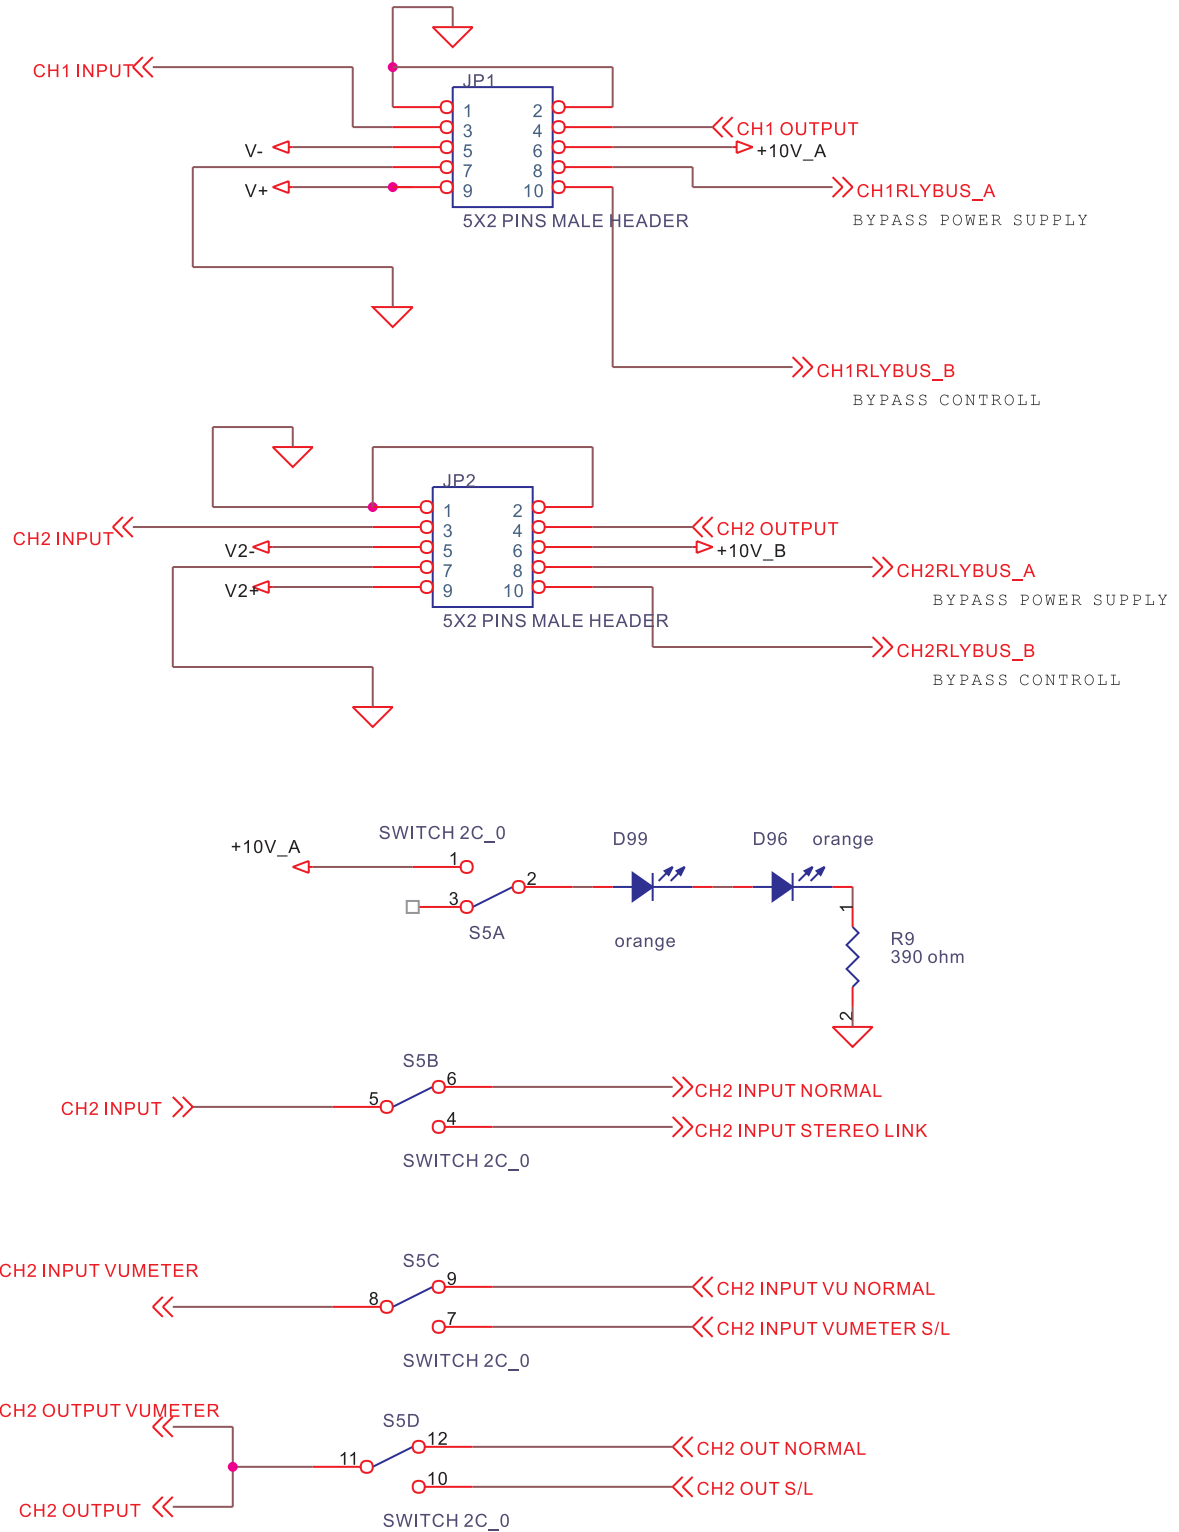 CH1 INPUT
JP1
1 2
3 4
5 6
7 8
9 10
CH1 OUTPUT
V-
+10V_A
V+
CH1RLYBUS_A
BYPASS POWER SUPPLY
5X2 PINS MALE HEADER
CH1RLYBUS_B
BYPASS CONTROLL
JP2
1 2
3 4
5 6
7 8
9 10
CH2 INPUT
CH2 OUTPUT
V2-
+10V_B
CH2RLYBUS_A
V2+
BYPASS POWER SUPPLY
5X2 PINS MALE HEADER
CH2RLYBUS_B
BYPASS CONTROLL
SWITCH 2C_0
D99
D96
orange
+10V_A
1
2
3
S5A
orange
1
R9
390 ohm
2
S5B
6
CH2 INPUT NORMAL
5
CH2 INPUT
4
CH2 INPUT STEREO LINK
SWITCH 2C_0
S5C
CH2 INPUT VUMETER
9
CH2 INPUT VU NORMAL
8
7
CH2 INPUT VUMETER S/L
SWITCH 2C_0
CH2 OUTPUT VUMETER
S5D
12
CH2 OUT NORMAL
11
10
CH2 OUT S/L
CH2 OUTPUT
SWITCH 2C_0